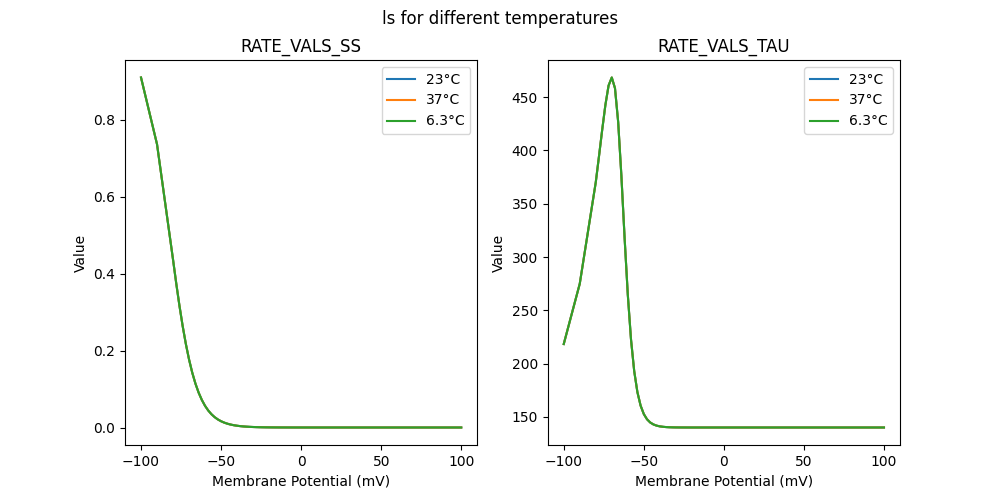 ls for different temperatures
RATE_VALS_SS
RATE_VALS_TAU
23°C
37°C
6.3°C
23°C
37°C
6.3°C
Value
0.8
0.6
0.4
0.2
0.0
−100
−50
0
50
100
Membrane Potential (mV)
Value
450
400
350
300
250
200
150
−100
−50
0
50
100
Membrane Potential (mV)